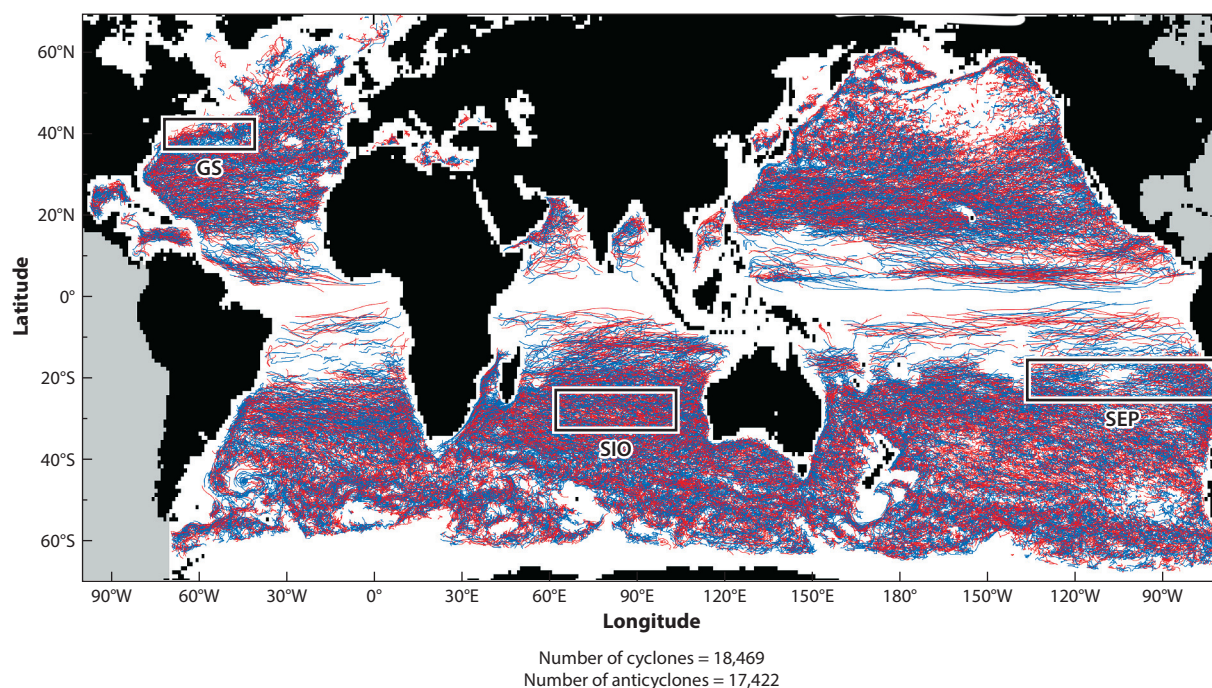 60°N
40°N
GS
20°N
0°
20°S
SEP
SIO
40°S
60°S
Latitude
90°W 60°W 30°W 0° 30°E 60°E 90°E 120°E 150°E 180° 150°W 120°W 90°W
Longitude
Number of cyclones = 18,469
Number of anticyclones = 17,422